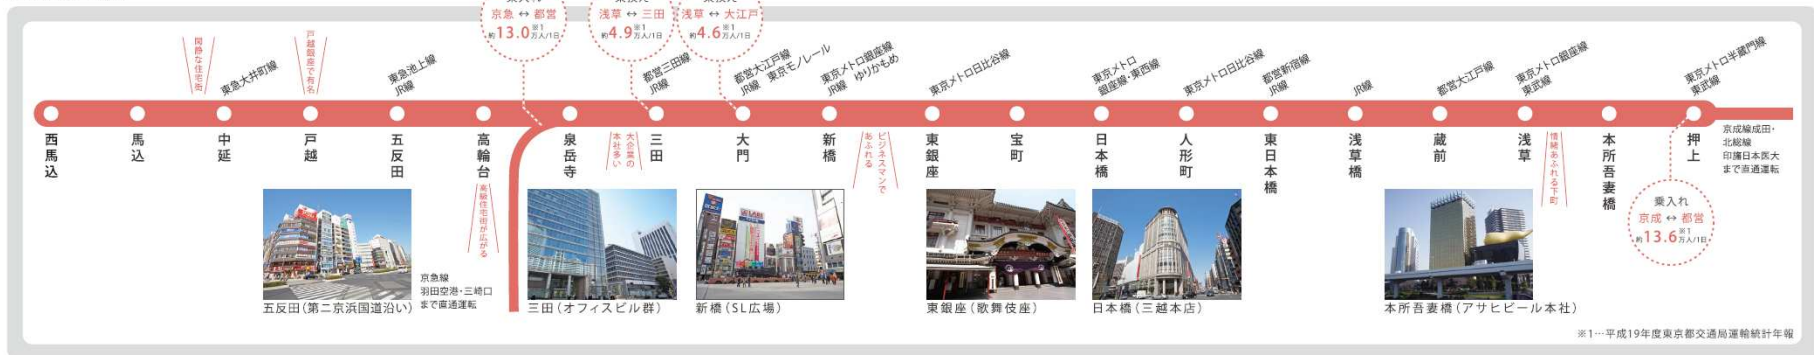 京急 ↔ 都営
約13.0※1万人/1日
浅草 ↔ 三田
約4.9※1万人/1日
浅草 ↔ 大江戸
約4.6※1万人/1日
閑静な住宅街
東急大井町線
戸越銀座で有名
東急池上線
JR線
都営三田線
JR線
都営大江戸線
JR線 東京モノレール
東京メトロ銀座線
JR線 ゆりかもめ
東京メトロ日比谷線
東京メトロ
銀座線・東西線
東京メトロ日比谷線
都営新宿線
JR線
JR線
都営大江戸線
東京メトロ銀座線
東武線
東京メトロ半蔵門線
東武線
西馬込
馬込
中延
戸越
五反田
高輪台
泉岳寺
三田
大門
新橋
東銀座
宝町
日本橋
人形町
東日本橋
浅草橋
蔵前
浅草
本所吾妻橋
押上
高級住宅街が広がる
大企業の
本社多い
ビジネスマンで
あふれる
情緒あふれる下町
京成線成田・
北総線
印旛日本医大
まで直通運転
乗入れ
京成 ↔ 都営
約13.6※1万人/1日
京急線
羽田空港・三崎口
まで直通運転
五反田(第二京浜国道沿い)
三田(オフィスビル群)
新橋(SL広場)
東銀座(歌舞伎座)
日本橋(三越本店)
本所吾妻橋(アサヒビール本社)
※1…平成19年度東京都交通局運輸統計年報